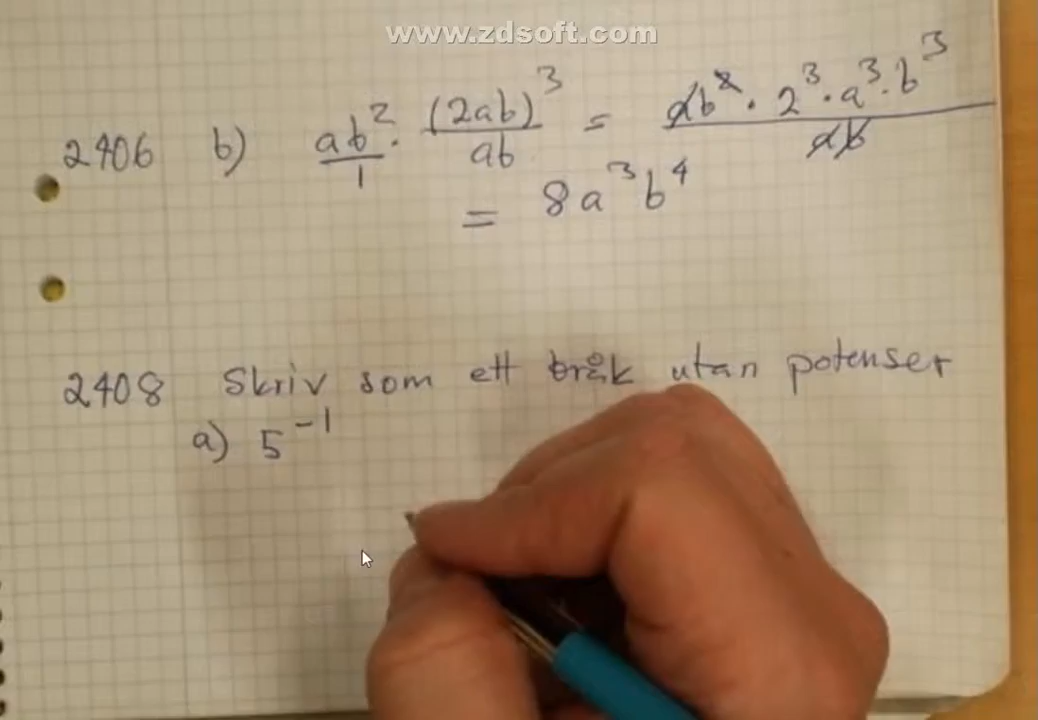 www.zdsoft.com
2406 b) ab²/1 · (2ab)³/ab = ab² · 2³ · a³ · b³/ab
= 8a³b⁴
2408 Skriv som ett bråk utan potenser
a) 5⁻¹